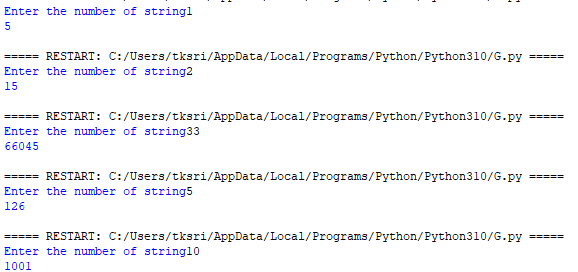 Enter the number of string1
5
===== RESTART: C:/Users/tksri/AppData/Local/Programs/Python/Python310/G.py =====
Enter the number of string2
15
===== RESTART: C:/Users/tksri/AppData/Local/Programs/Python/Python310/G.py =====
Enter the number of string33
66045
===== RESTART: C:/Users/tksri/AppData/Local/Programs/Python/Python310/G.py =====
Enter the number of string5
126
===== RESTART: C:/Users/tksri/AppData/Local/Programs/Python/Python310/G.py =====
Enter the number of string10
1001